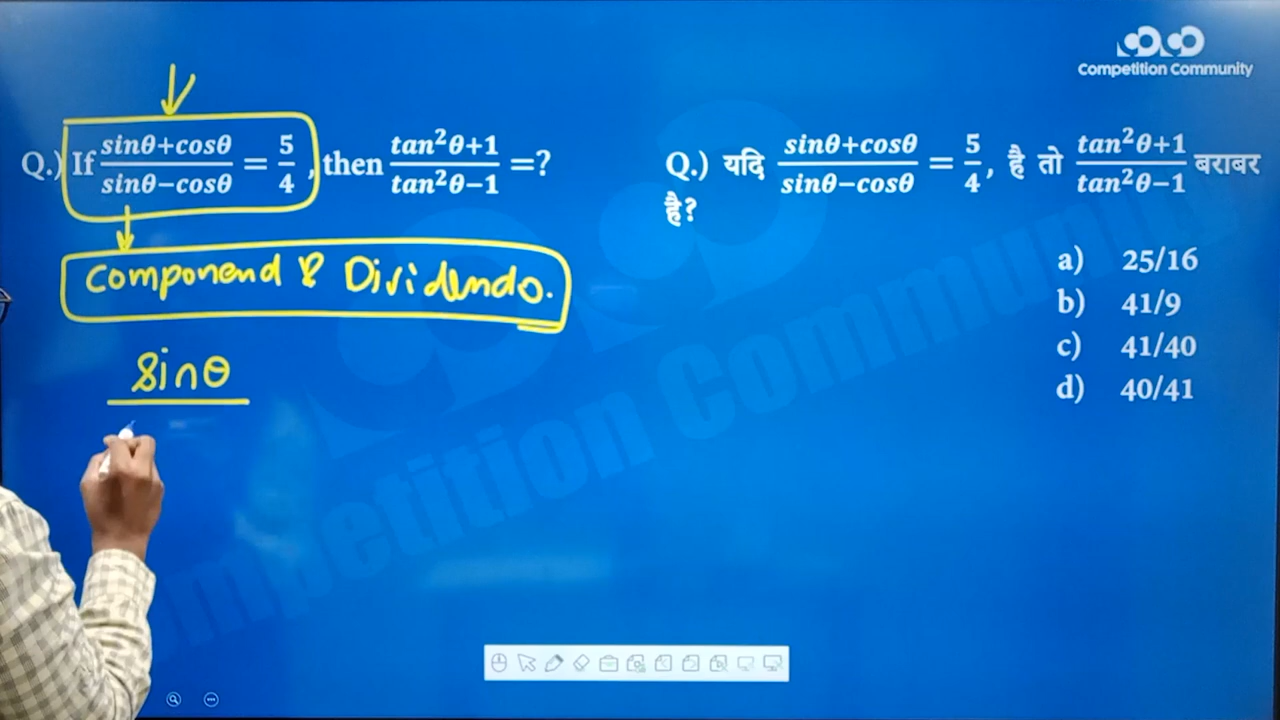 Competition Community
Q.) If sinθ+cosθ/sinθ−cosθ = 5/4, then tan²θ+1/tan²θ−1 =?
Componend & Dividendo.
sinθ
Q.) यदि sinθ+cosθ/sinθ−cosθ = 5/4, है तो tan²θ+1/tan²θ−1 बराबर
है?
a) 25/16
b) 41/9
c) 41/40
d) 40/41
Competition Community